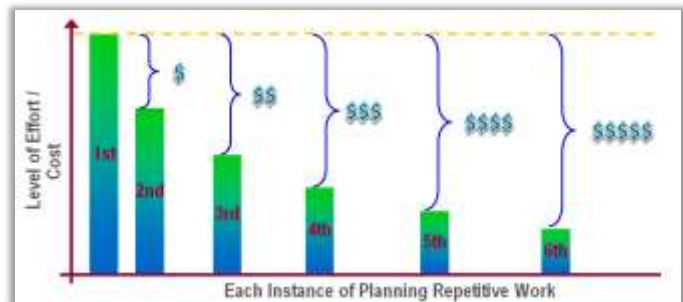 $
$$
$$$
$$$$
$$$$$
1st
2nd
3rd
4th
5th
6th
Level of Effort /
Cost
Each Instance of Planning Repetitive Work